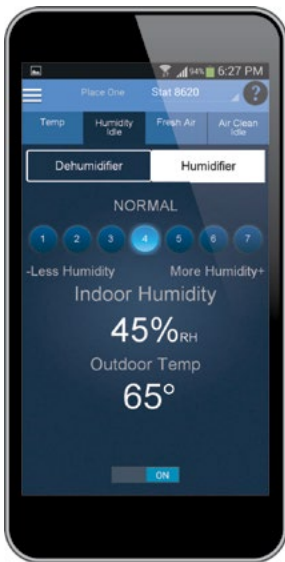 94% 6:27 PM
Place One Stat 8620 ?
Temp Humidity Idle Fresh Air Air Clean Idle
Dehumidifier Humidifier
NORMAL
1 2 3 4 5 6 7
-Less Humidity More Humidity+
Indoor Humidity
45%RH
Outdoor Temp
65°
ON